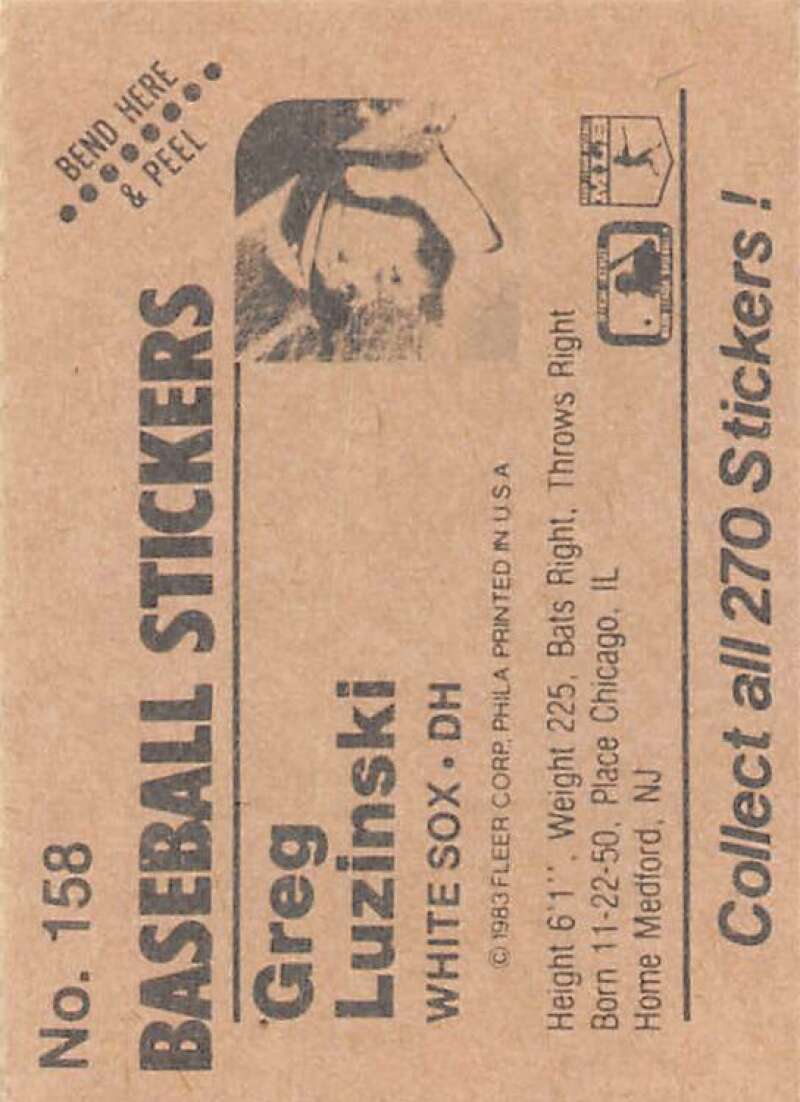 No. 158
BEND HERE
& PEEL
BASEBALL STICKERS
Greg
Luzinski
WHITE SOX • DH
© 1983 FLEER CORP., PHILA PRINTED IN U S A
Height 6'1'', Weight 225, Bats Right, Throws Right
Born 11-22-50, Place Chicago, IL
Home Medford, NJ
Collect all 270 Stickers!